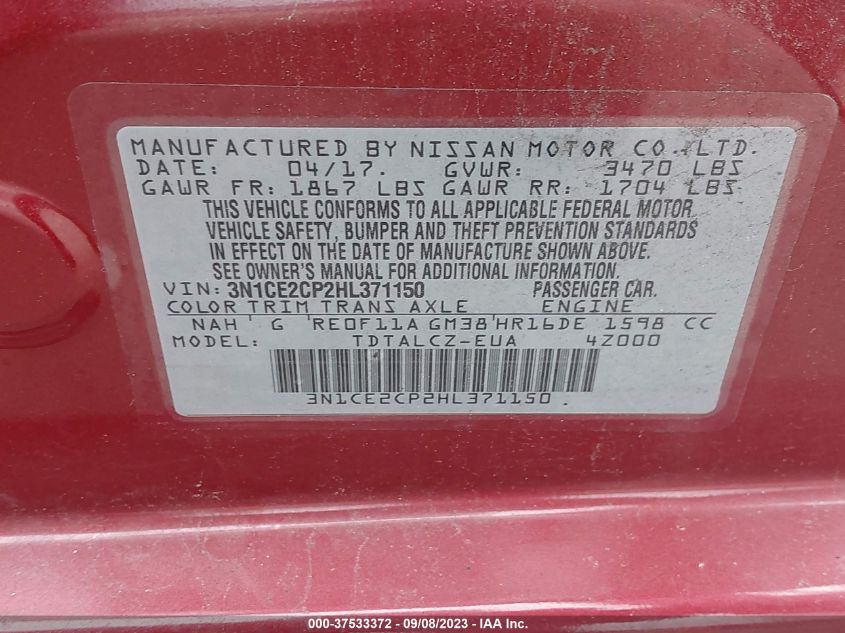 MANUFACTURED BY NISSAN MOTOR CO.,LTD.
DATE: 04/17. GVWR: 3470 LBS
GAWR FR: 1867 LBS GAWR RR: 1704 LBS
THIS VEHICLE CONFORMS TO ALL APPLICABLE FEDERAL MOTOR
VEHICLE SAFETY, BUMPER AND THEFT PREVENTION STANDARDS
IN EFFECT ON THE DATE OF MANUFACTURE SHOWN ABOVE.
SEE OWNER'S MANUAL FOR ADDITIONAL INFORMATION.
VIN: 3N1CE2CP2HL371150 PASSENGER CAR.
COLOR TRIM TRANS AXLE ENGINE
NAH' G 'RE0F11A GM38'HR16DE 1598 CC
MODEL: TDTALCZ-EUA 4Z000
3N1CE2CP2HL371150
000-37533372 - 09/08/2023 - IAAI.com